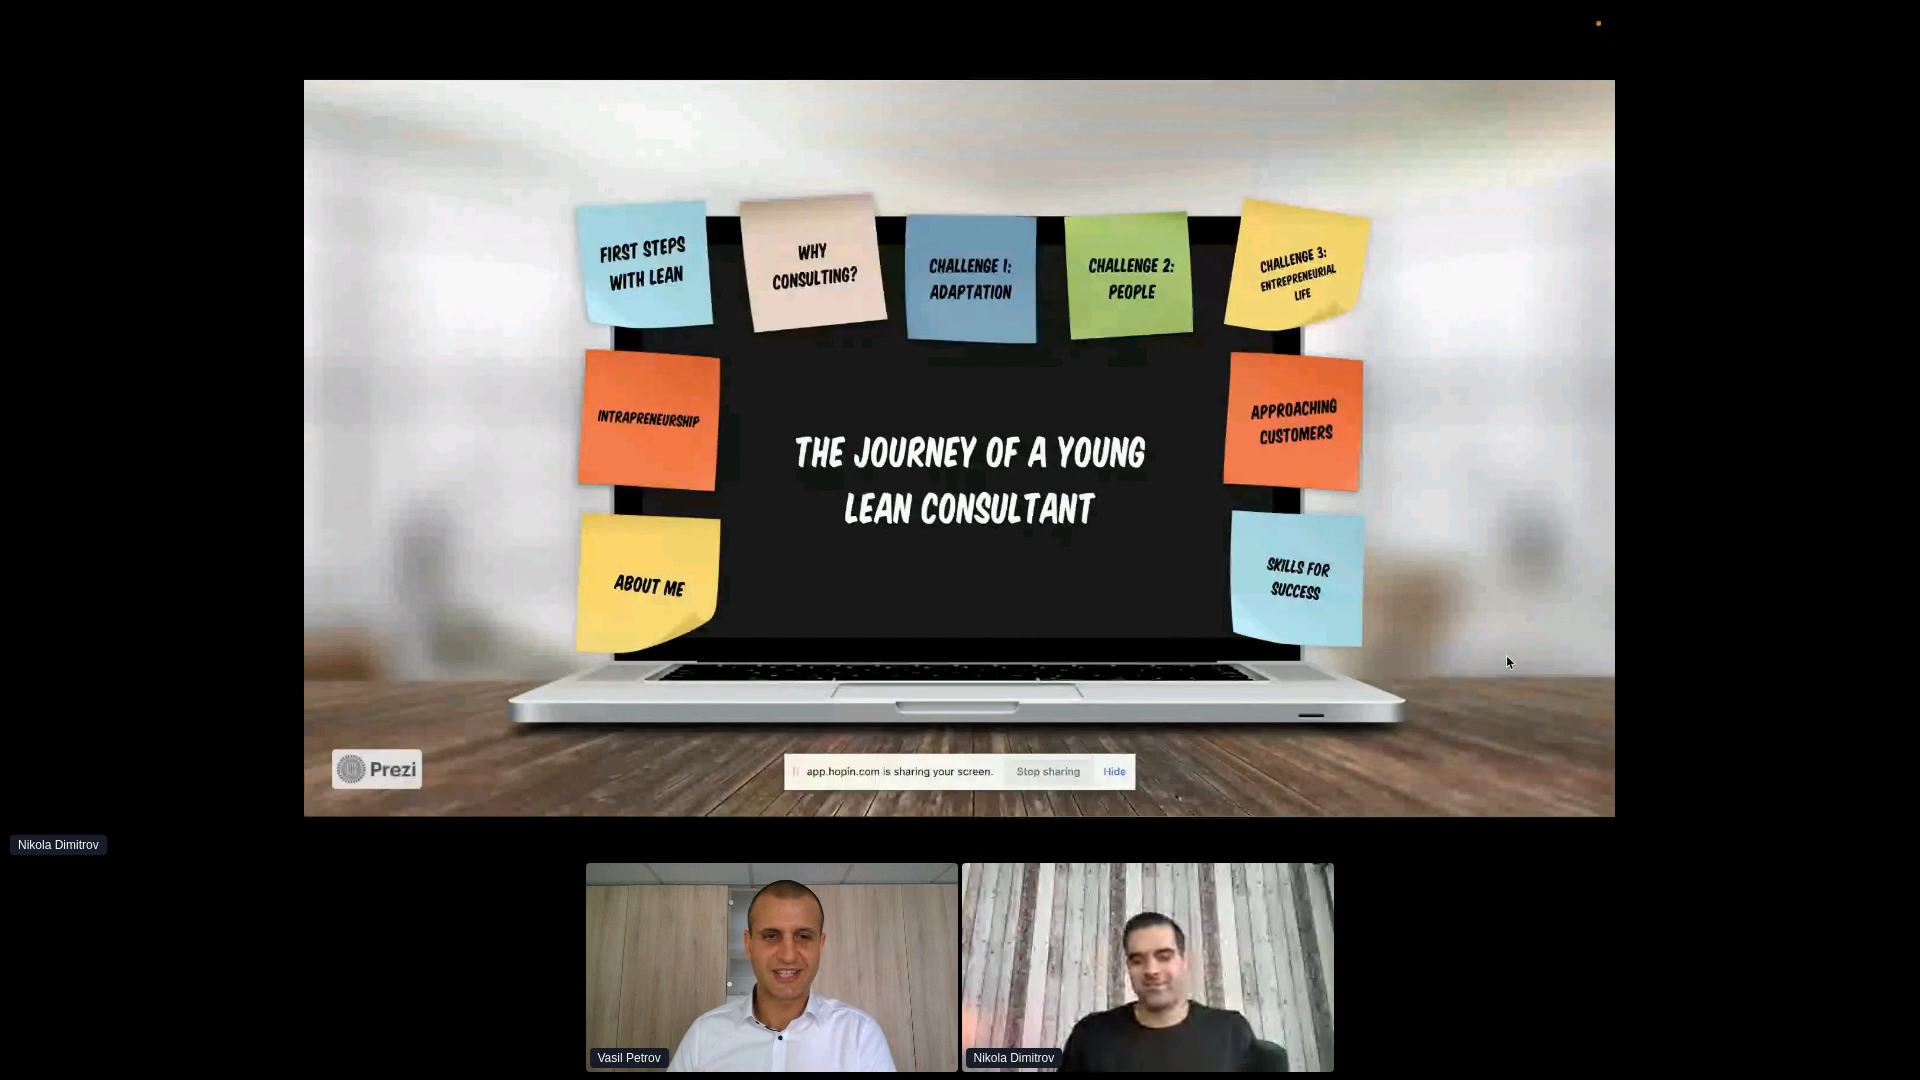 FIRST STEPS
WITH LEAN
WHY
CONSULTING?
CHALLENGE 1:
ADAPTATION
CHALLENGE 2:
PEOPLE
CHALLENGE 3:
ENTREPRENEURIAL
LIFE
INTRAPRENEURSHIP
APPROACHING
CUSTOMERS
THE JOURNEY OF A YOUNG
LEAN CONSULTANT
ABOUT ME
SKILLS FOR
SUCCESS
Prezi
app.hopin.com is sharing your screen. Stop sharing Hide
Nikola Dimitrov
Vasil Petrov
Nikola Dimitrov